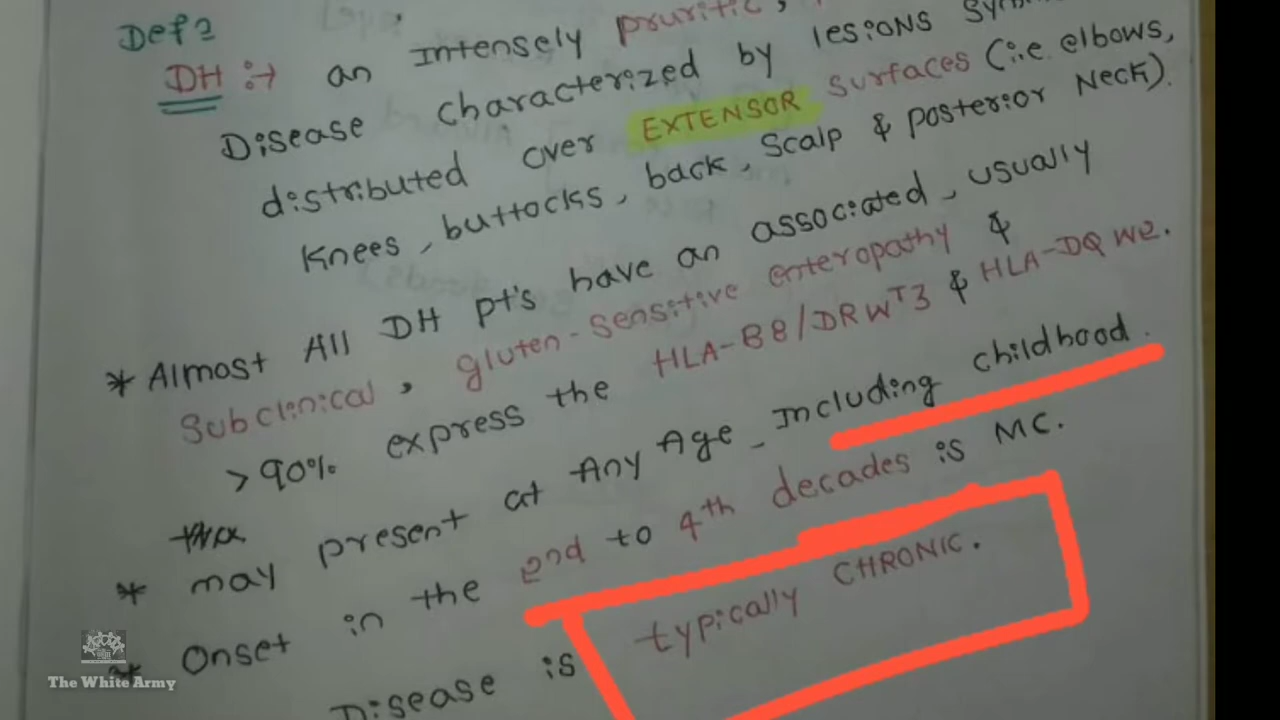 Def?
DH :→ an Intensely pruritic,
Disease characterized by lesions
distributed over EXTENSOR surfaces (i.e elbows,
Knees, buttocks, back, Scalp & posterior Neck).
* Almost All DH pt's have an associated, usually
Subclinical, gluten-sensitive enteropathy &
>90% express the HLA-B8/DRWT3 & HLA-DQ W2.
* may present at Any Age, Including childhood.
* Onset in the 2nd to 4th decades is MC.
Disease is typically CHRONIC.
The White Army